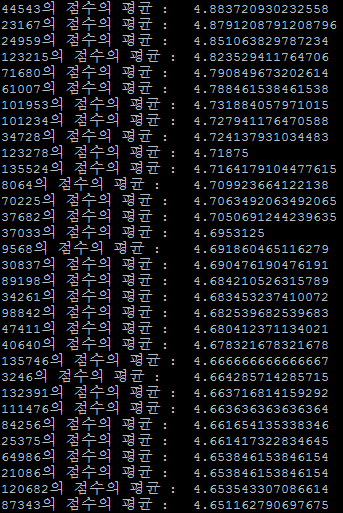 44543의 점수의 평균 : 4.883720930232558
23167의 점수의 평균 : 4.8791208791208796
24959의 점수의 평균 : 4.851063829787234
123215의 점수의 평균 : 4.823529411764706
71680의 점수의 평균 : 4.790849673202614
61007의 점수의 평균 : 4.788461538461538
101953의 점수의 평균 : 4.731884057971015
101234의 점수의 평균 : 4.727941176470588
34728의 점수의 평균 : 4.724137931034483
123278의 점수의 평균 : 4.71875
135524의 점수의 평균 : 4.7164179104477615
8064의 점수의 평균 : 4.709923664122138
70225의 점수의 평균 : 4.7063492063492065
37682의 점수의 평균 : 4.7050691244239635
37033의 점수의 평균 : 4.6953125
9568의 점수의 평균 : 4.691860465116279
30837의 점수의 평균 : 4.690476190476191
89198의 점수의 평균 : 4.684210526315789
34261의 점수의 평균 : 4.683453237410072
98842의 점수의 평균 : 4.682539682539683
47411의 점수의 평균 : 4.680412371134021
40640의 점수의 평균 : 4.678321678321678
135746의 점수의 평균 : 4.666666666666667
3246의 점수의 평균 : 4.664285714285715
132391의 점수의 평균 : 4.663716814159292
111476의 점수의 평균 : 4.663636363636364
84256의 점수의 평균 : 4.661654135338346
25375의 점수의 평균 : 4.661417322834645
64986의 점수의 평균 : 4.653846153846154
21086의 점수의 평균 : 4.653846153846154
120682의 점수의 평균 : 4.653543307086614
87343의 점수의 평균 : 4.651162790697675